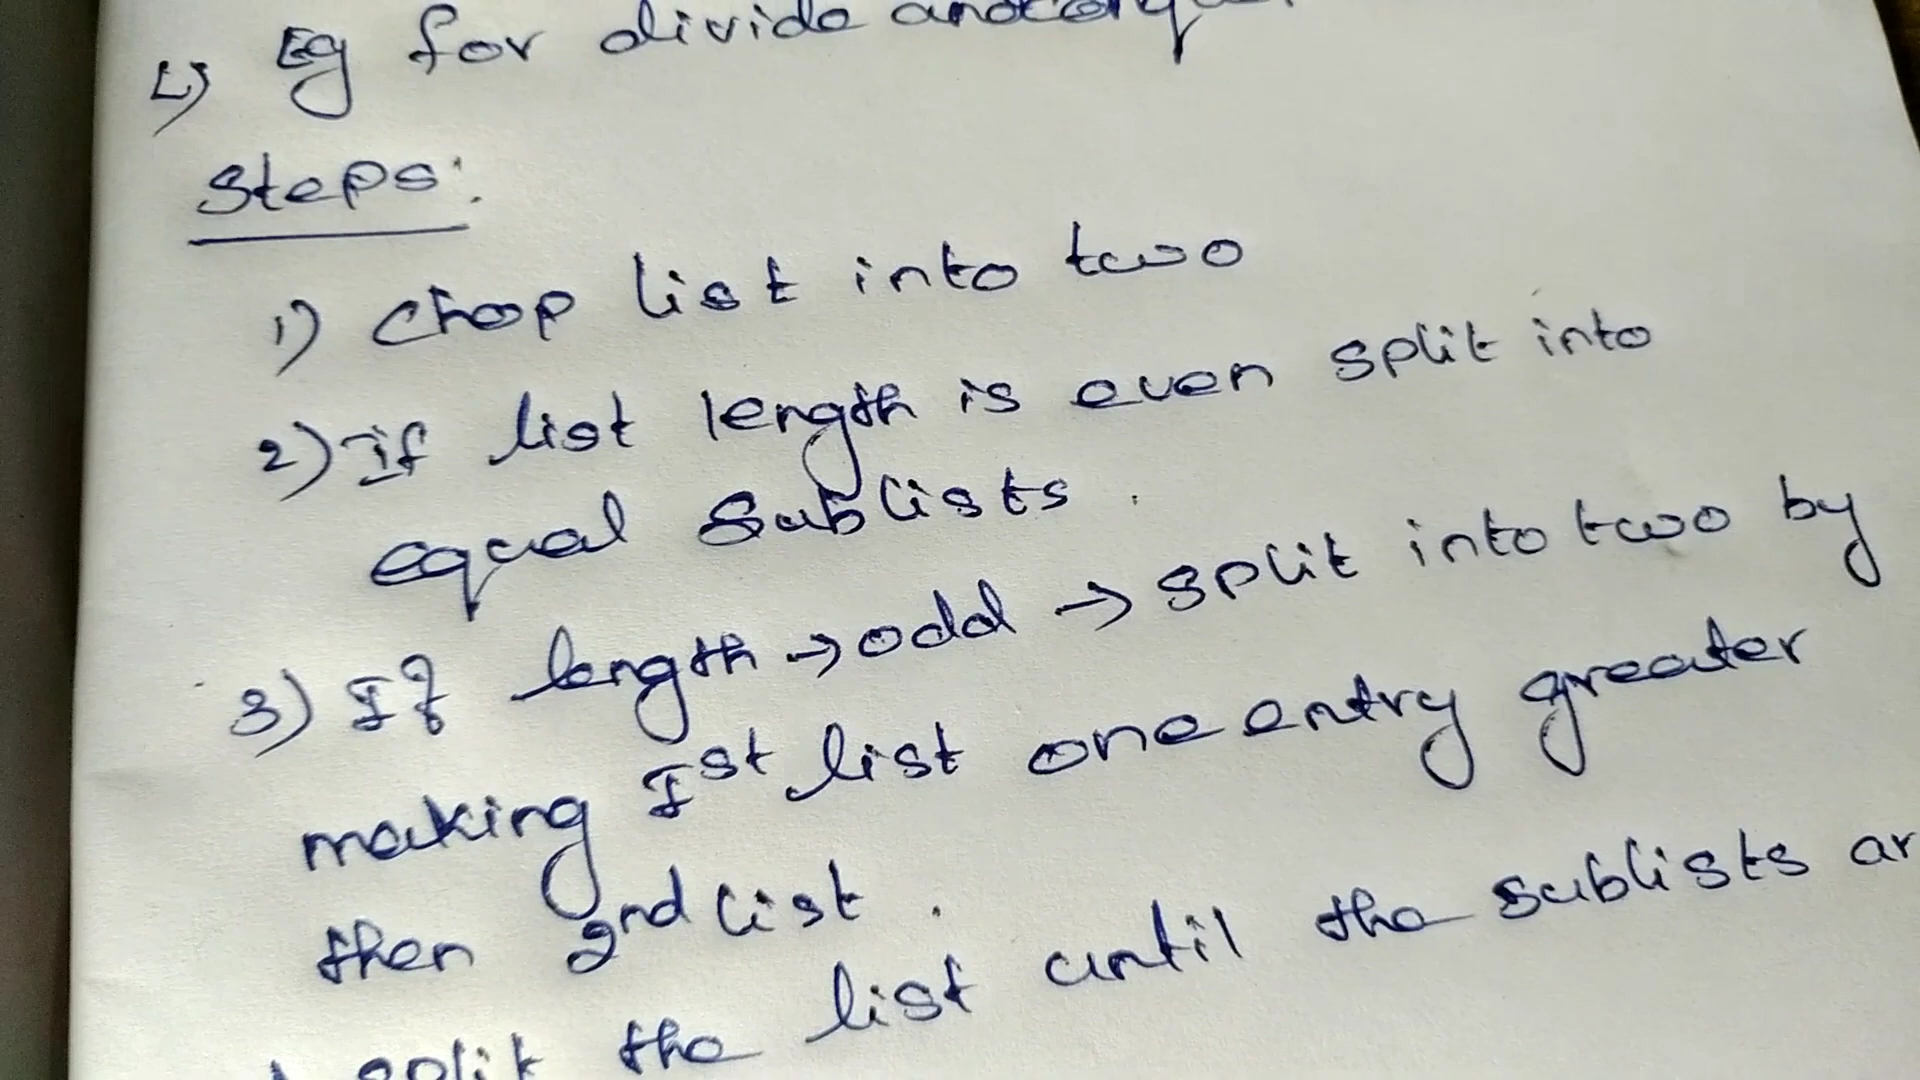 Eg for divide and conque
Steps:
1) Chop list into two
2) If list length is even split into
equal sublists.
3) If length → odd → split into two by
making Ist list one entry greater
then 2nd list.
split the list until the sublists ar